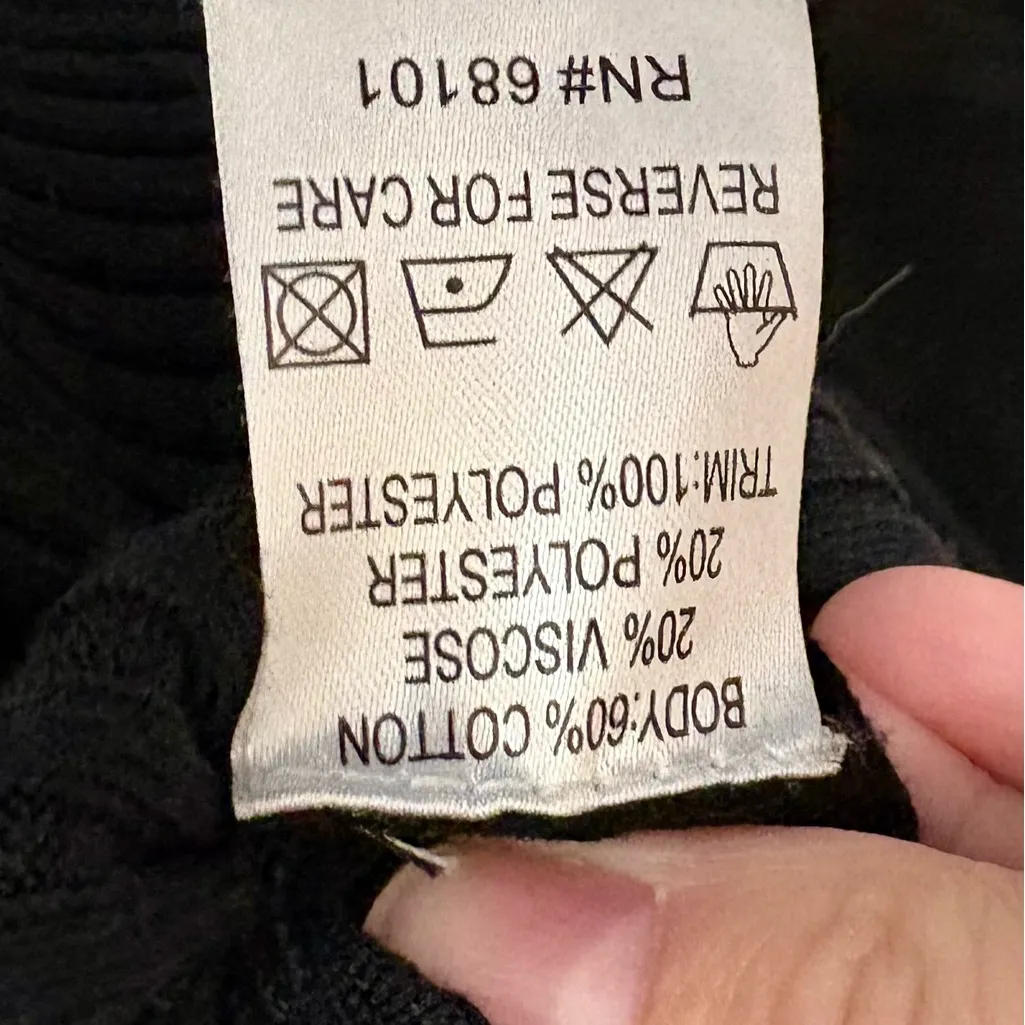 BODY:60% COTTON
20% VISCOSE
20% POLYESTER
TRIM:100% POLYESTER
REVERSE FOR CARE
RN# 68101